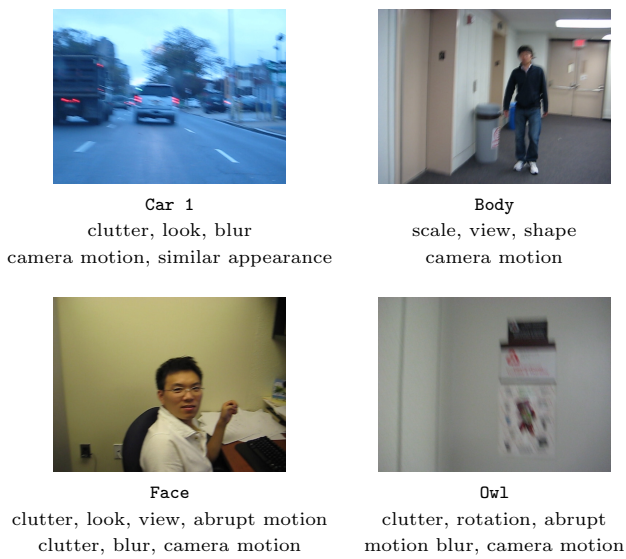 Car 1
clutter, look, blur
camera motion, similar appearance
Body
scale, view, shape
camera motion
Face
clutter, look, view, abrupt motion
clutter, blur, camera motion
Owl
clutter, rotation, abrupt
motion blur, camera motion